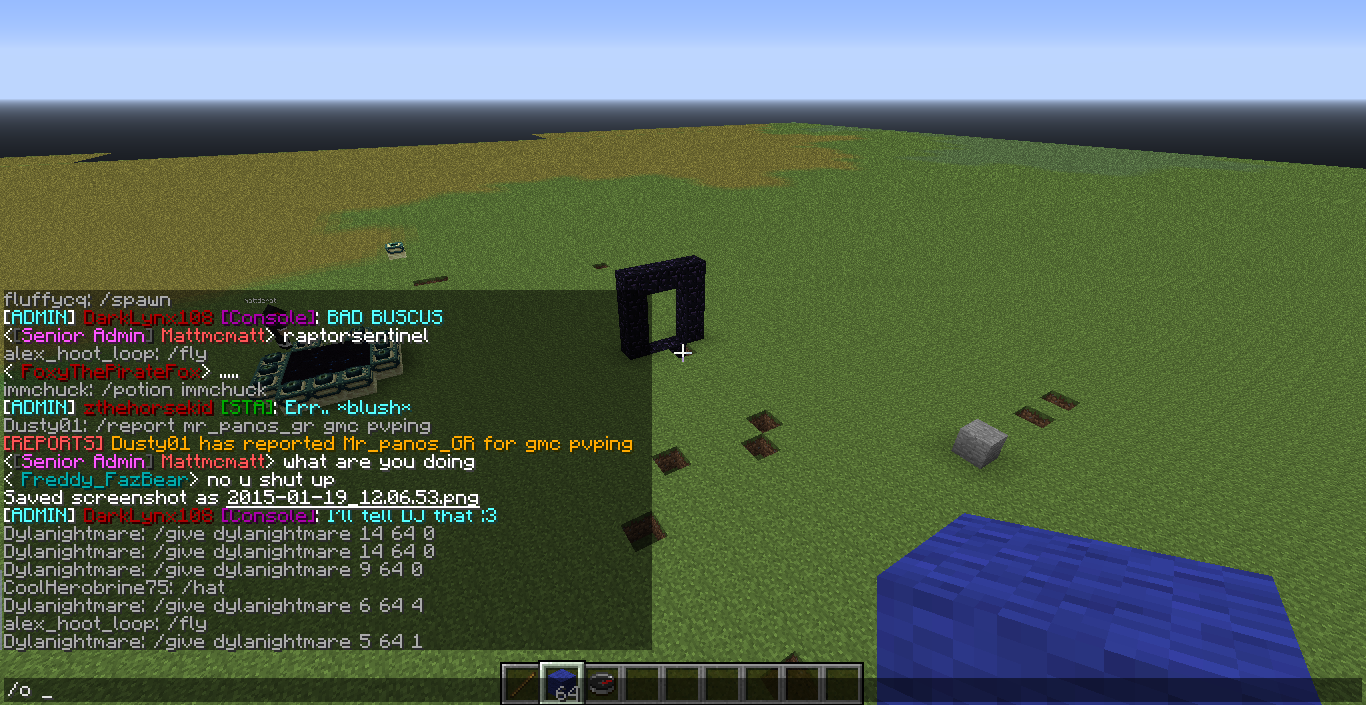 fluffycq: /spawn
[ADMIN] DarkLynx108 [Console]: BAD BUSCUS
<[Senior Admin] Mattmcmatt> raptorsentinel
alex_hoot_loop: /fly
< FoxyThePirateFox> .....
immchuck: /potion immchuck
[ADMIN] zthehorsekid [STA]: Err.. *blush*
Dusty01: /report mr_panos_gr gmc pvping
[REPORTS] Dusty01 has reported Mr_panos_GR for gmc pvping
<[Senior Admin] Mattmcmatt> what are you doing
< Freddy_FazBear> no u shut up
Saved screenshot as 2015-01-19_12.06.53.png
[ADMIN] DarkLynx108 [Console]: I'll tell DJ that :3
Dylanightmare: /give dylanightmare 14 64 0
Dylanightmare: /give dylanightmare 14 64 0
Dylanightmare: /give dylanightmare 9 64 0
CoolHerobrine75: /hat
Dylanightmare: /give dylanightmare 6 64 4
alex_hoot_loop: /fly
Dylanightmare: /give dylanightmare 5 64 1
64
/o _